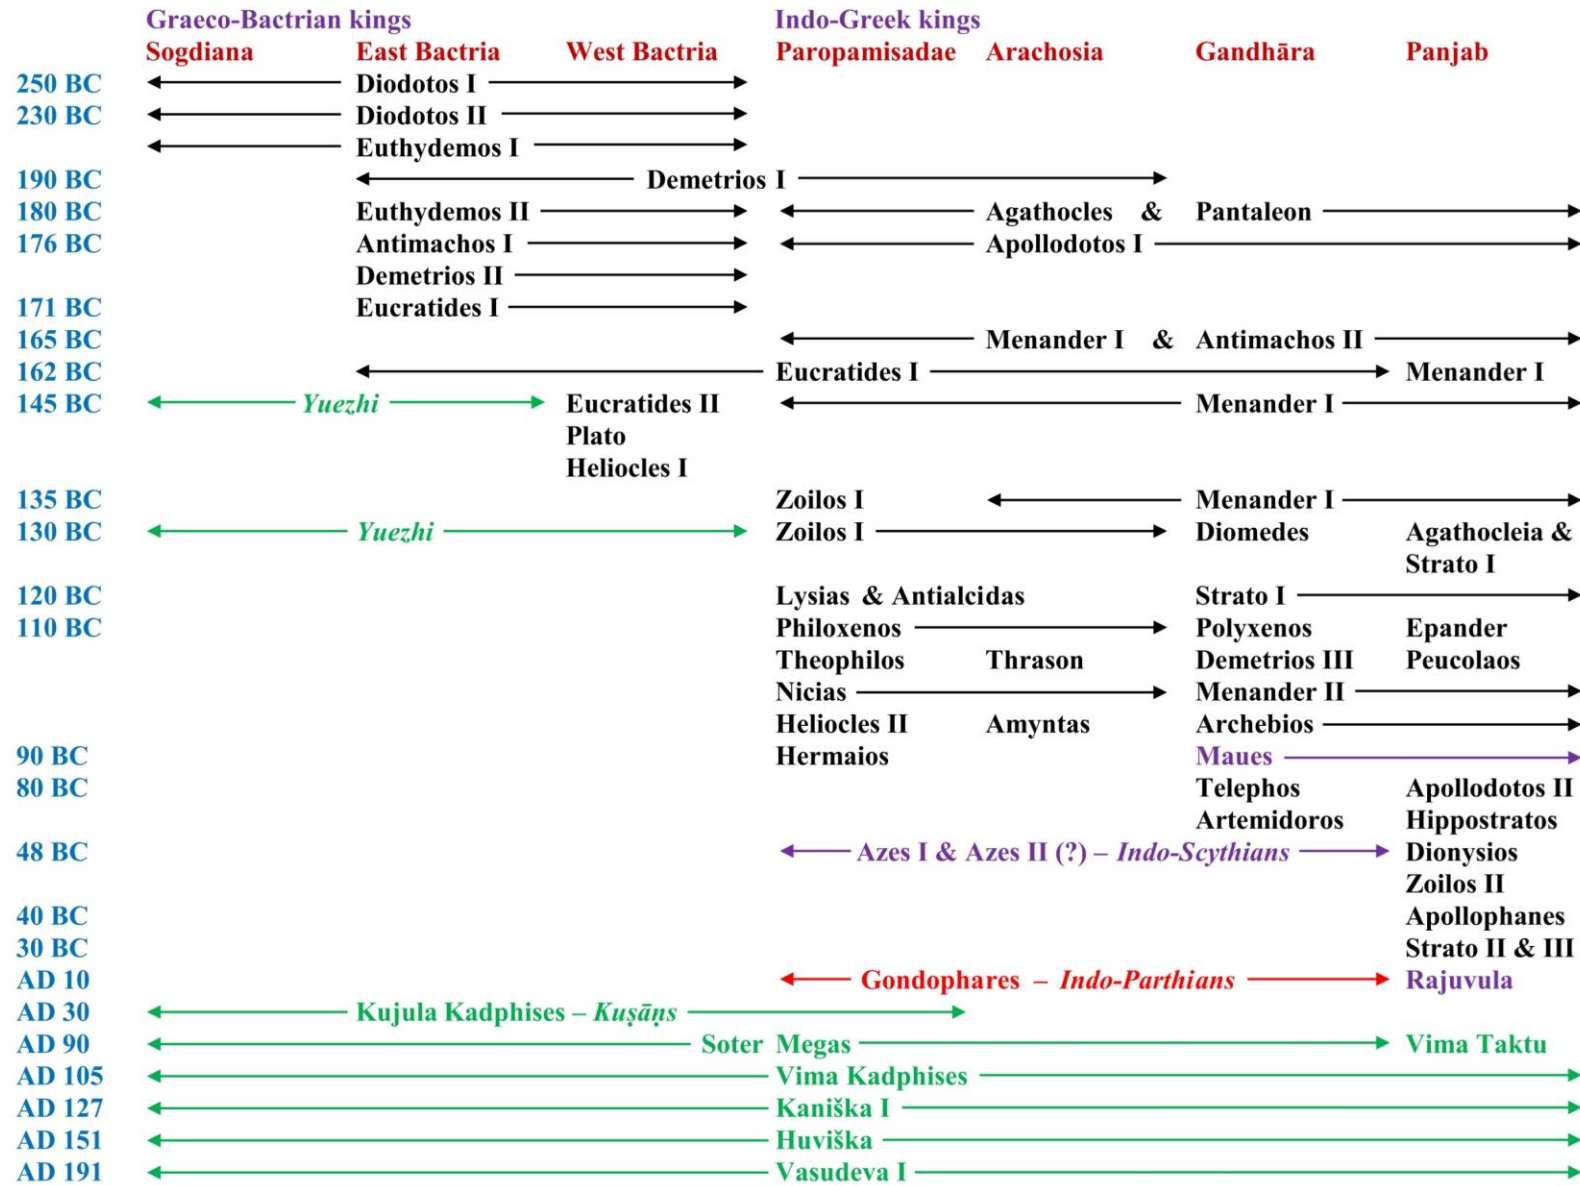 Graeco-Bactrian kings Indo-Greek kings
Sogdiana East Bactria West Bactria Paropamisadae Arachosia Gandhāra Panjab
250 BC Diodotos I
230 BC Diodotos II
Euthydemos I
190 BC Demetrios I
180 BC Euthydemos II Agathocles & Pantaleon
176 BC Antimachos I Apollodotos I
Demetrios II
171 BC Eucratides I
165 BC Menander I & Antimachos II
162 BC Eucratides I Menander I
145 BC Yuezhi Eucratides II Menander I
Plato
Heliocles I
135 BC Zoilos I Menander I
130 BC Yuezhi Zoilos I Diomedes Agathocleia &
Strato I
120 BC Lysias & Antialcidas Strato I
110 BC Philoxenos Polyxenos Epander
Theophilos Thrason Demetrios III Peucolaos
Nicias Menander II
Heliocles II Amyntas Archebios
90 BC Hermaios Maues
80 BC Telephos Apollodotos II
Artemidoros Hippostratos
48 BC Azes I & Azes II (?) – Indo-Scythians Dionysios
Zoilos II
40 BC Apollophanes
30 BC Strato II & III
AD 10 Gondophares – Indo-Parthians Rajuvula
AD 30 Kujula Kadphises – Kuṣāṇs
AD 90 Soter Megas Vima Taktu
AD 105 Vima Kadphises
AD 127 Kaniška I
AD 151 Huviška
AD 191 Vasudeva I